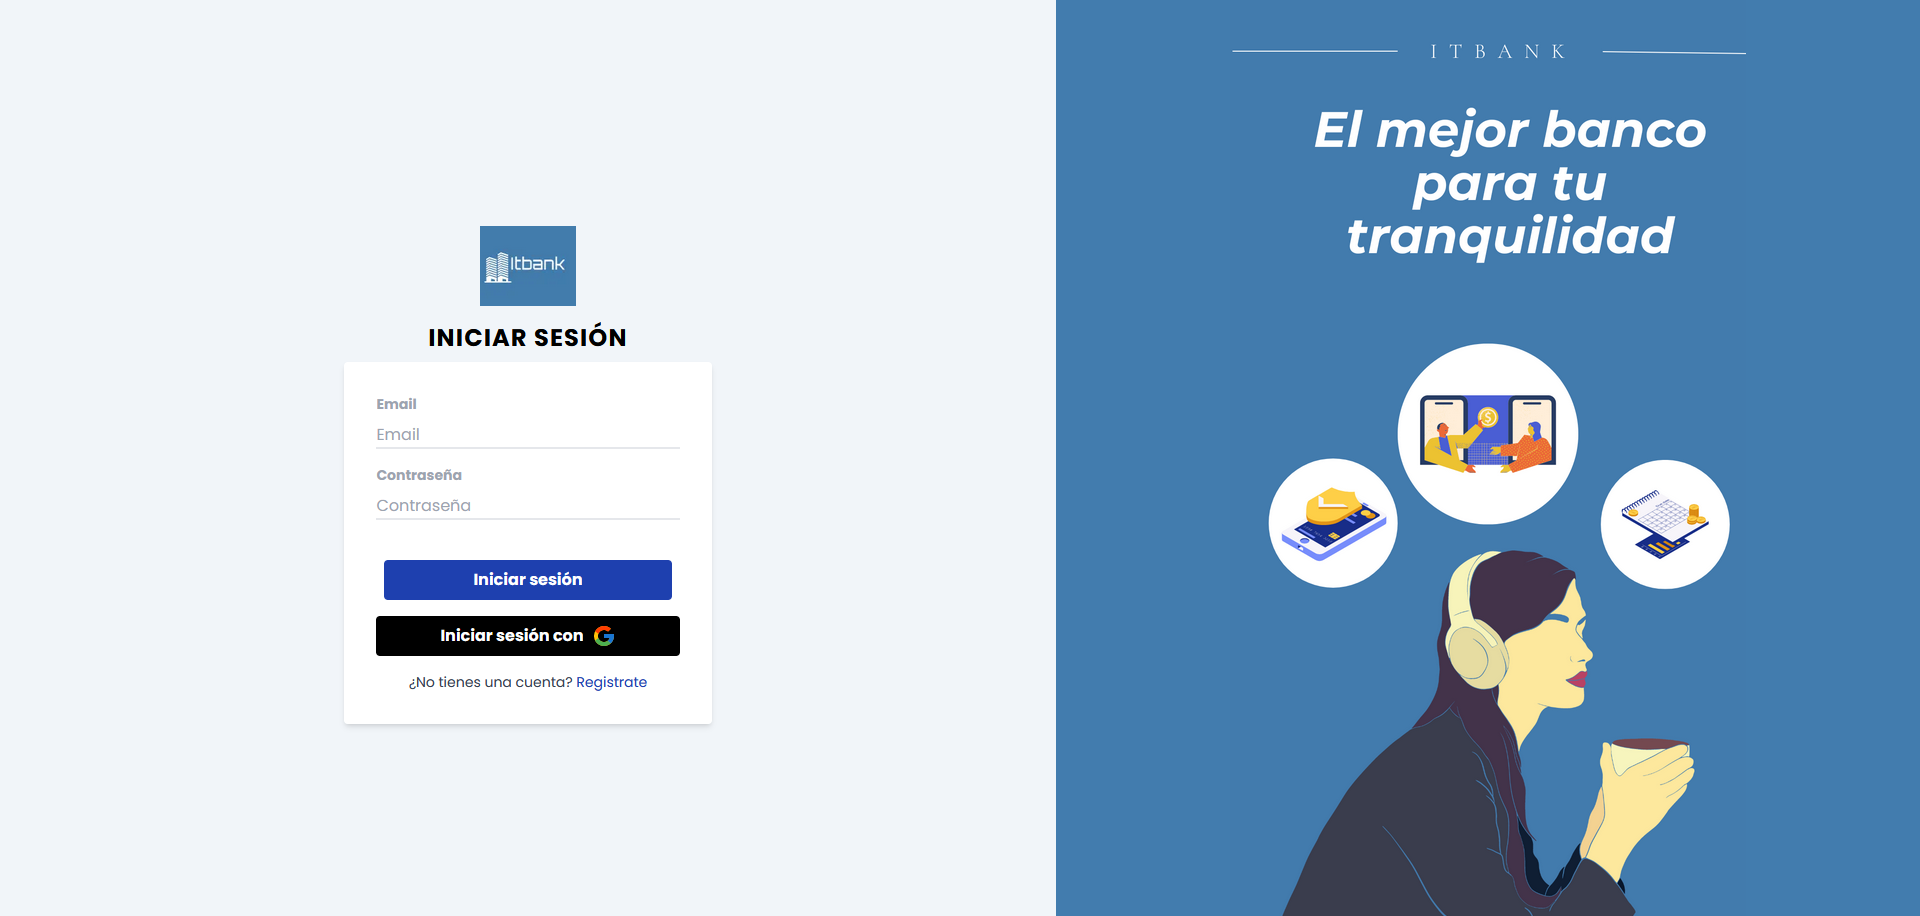 Itbank
INICIAR SESIÓN
Email
Email
Contraseña
Contraseña
Iniciar sesión
Iniciar sesión con
¿No tienes una cuenta? Registrate
ITBANK
El mejor banco
para tu
tranquilidad